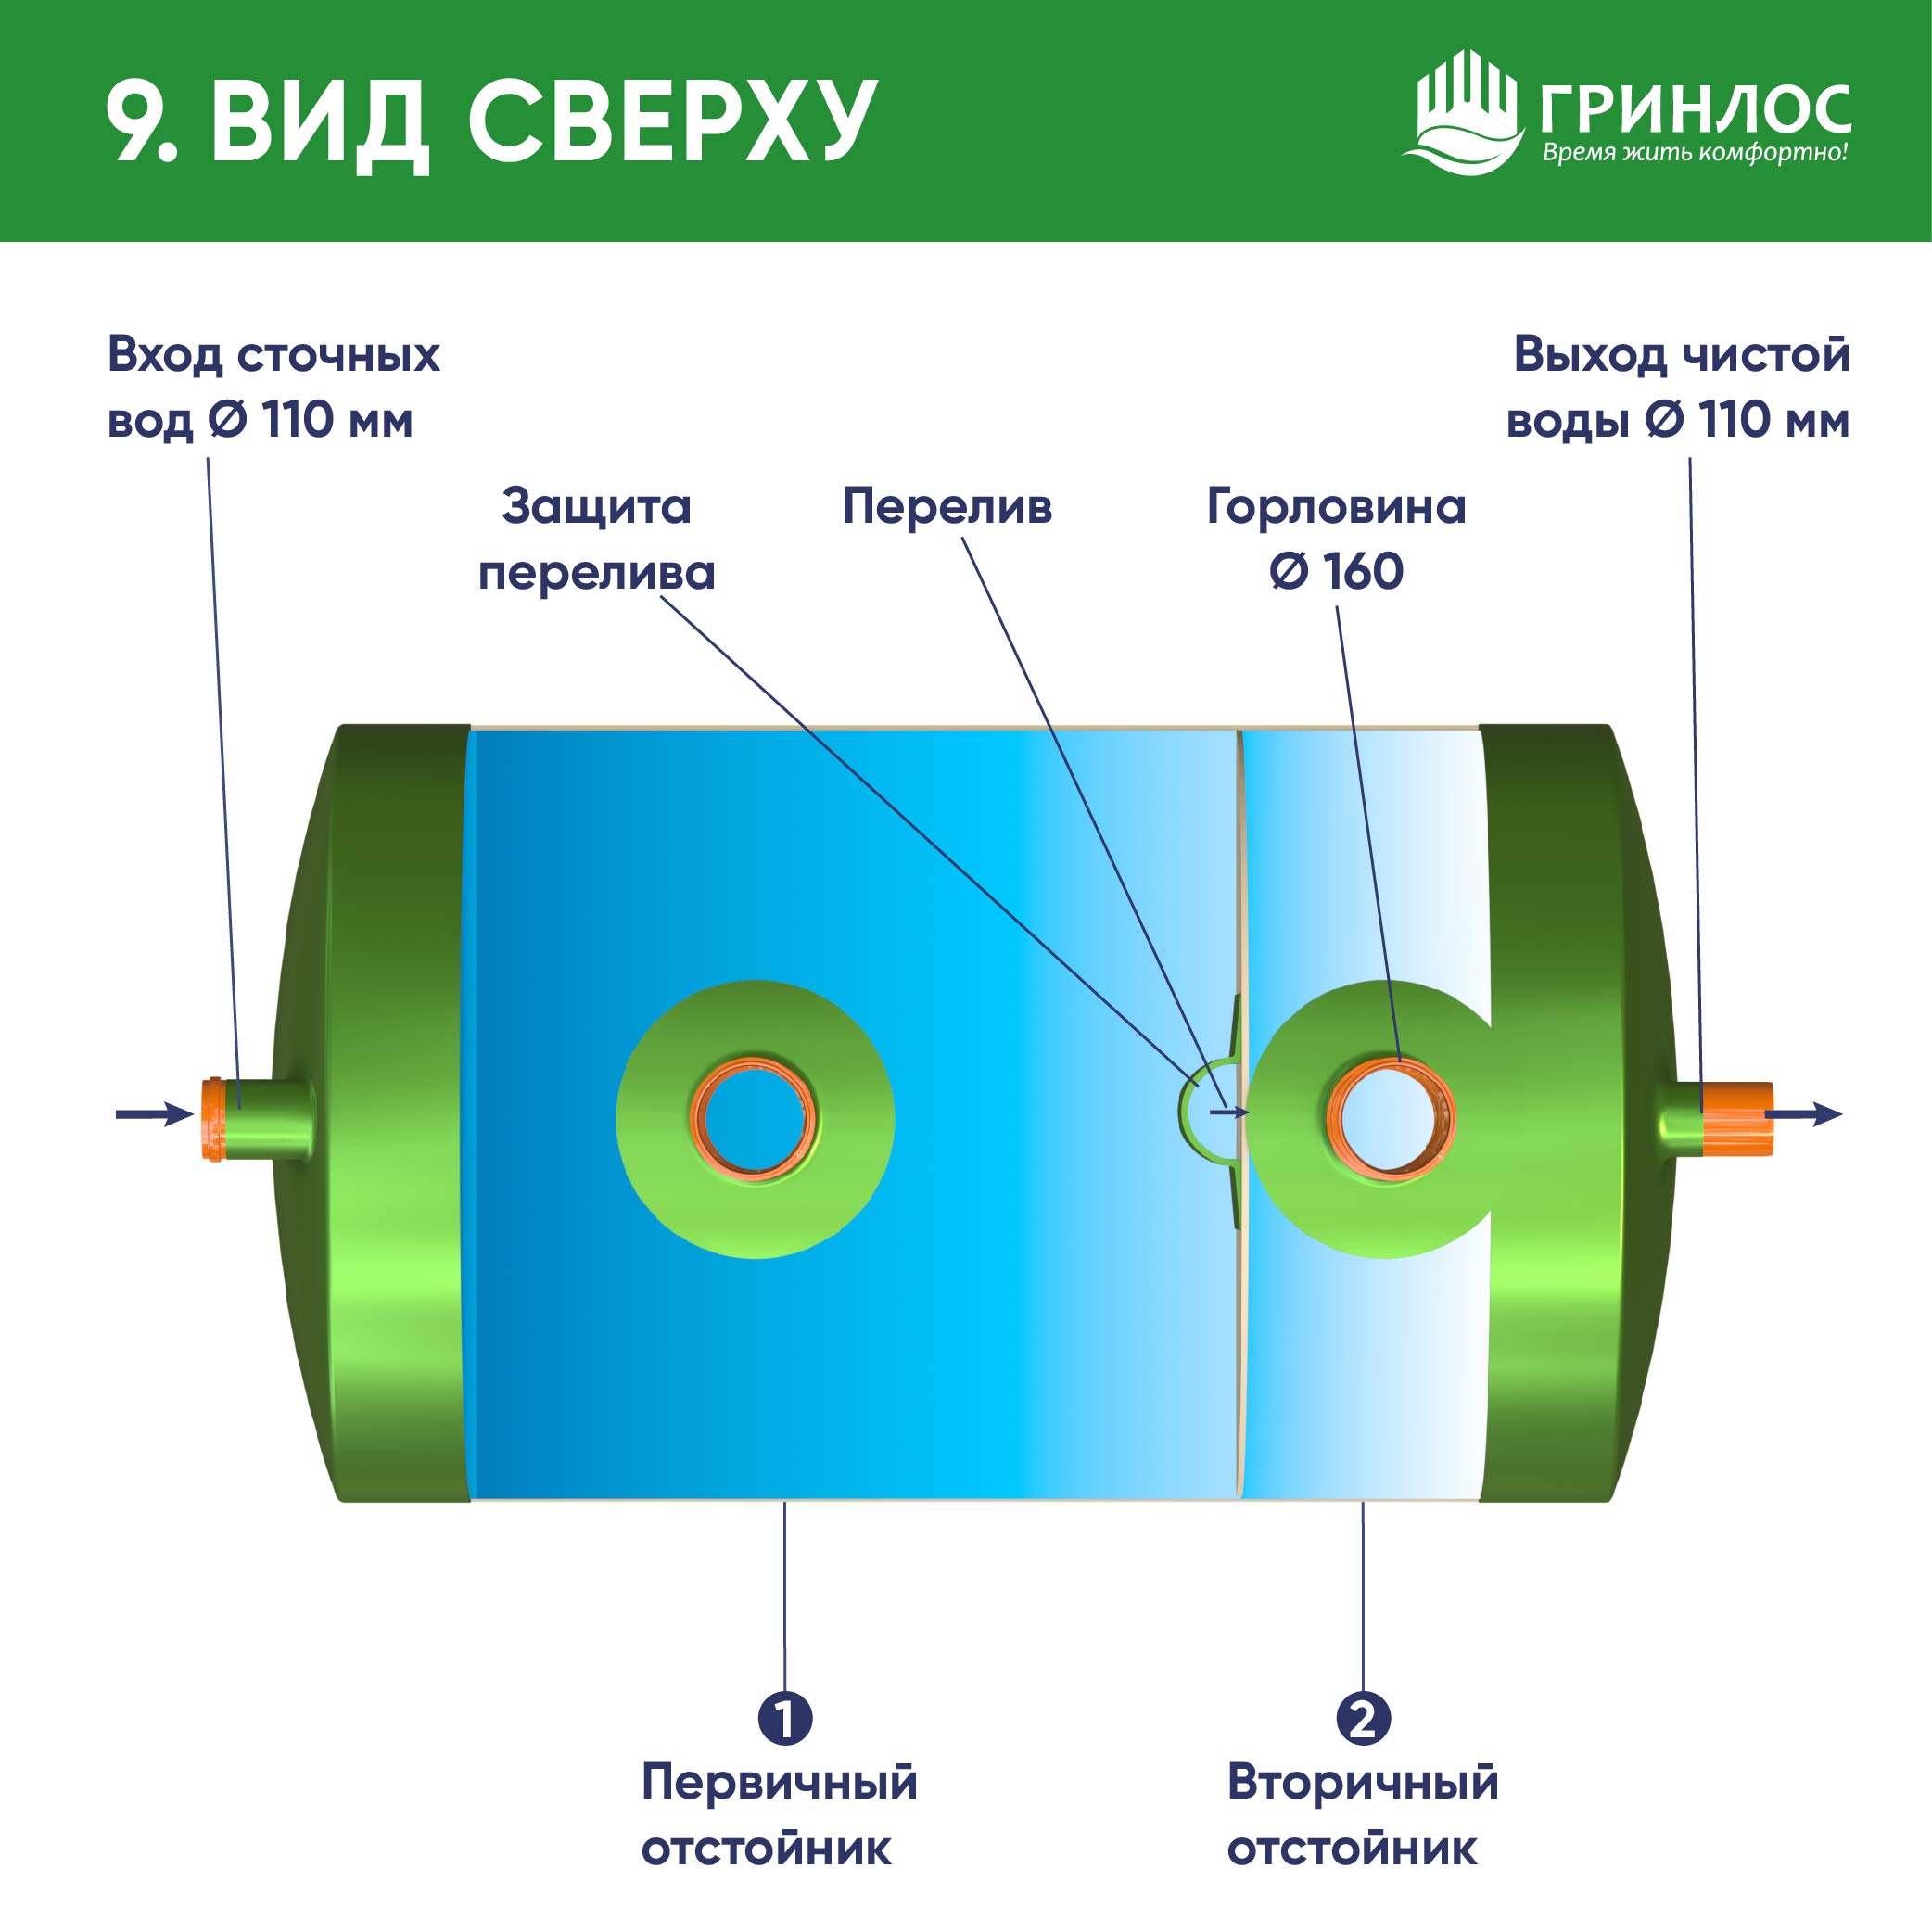 9. ВИД СВЕРХУ
ГРИНЛОС
Время жить комфортно!
Вход сточных
вод Ø 110 мм
Выход чистой
воды Ø 110 мм
Защита
перелива
Перелив
Горловина
Ø 160
1
Первичный
отстойник
2
Вторичный
отстойник